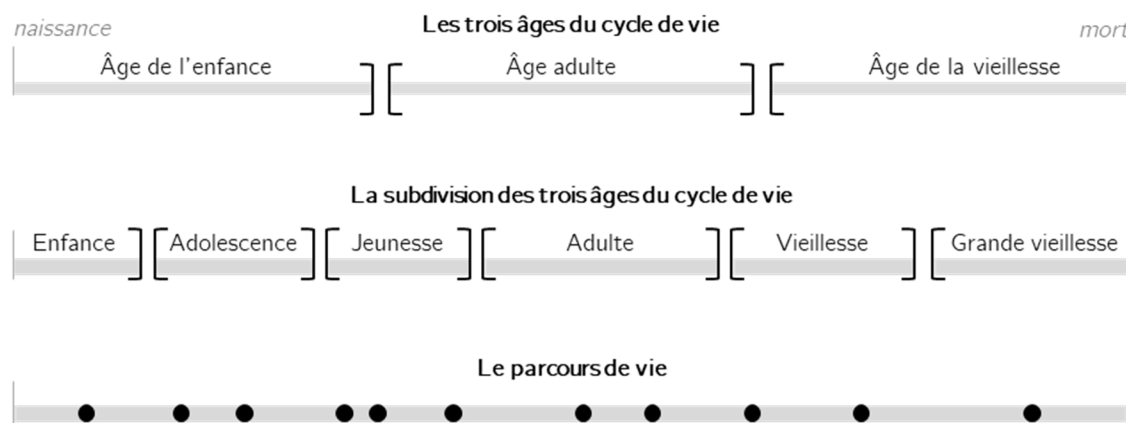 Les trois âges du cycle de vie
naissance mort
Âge de l'enfance Âge adulte Âge de la vieillesse
La subdivision des trois âges du cycle de vie
Enfance Adolescence Jeunesse Adulte Vieillesse Grande vieillesse
Le parcours de vie